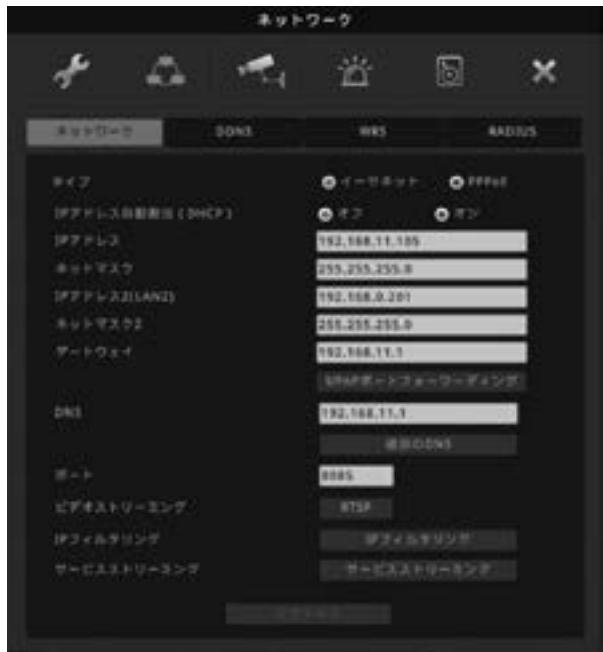 ネットワーク
ネットワーク DDNS WRS RADIUS
タイプ イーサネット PPPoE
IPアドレス自動割当 ( DHCP ) オフ オン
IPアドレス 192.168.11.105
ネットマスク 255.255.255.0
IPアドレス2(LAN2) 192.168.0.201
ネットマスク2 255.255.255.0
ゲートウェイ 192.168.11.1
UPnPポートフォーワーディング
DNS 192.168.11.1
ポート 8085
ビデオストリーミング RTSP
IPフィルタリング IPフィルタリング
サービスストリーミング サービスストリーミング